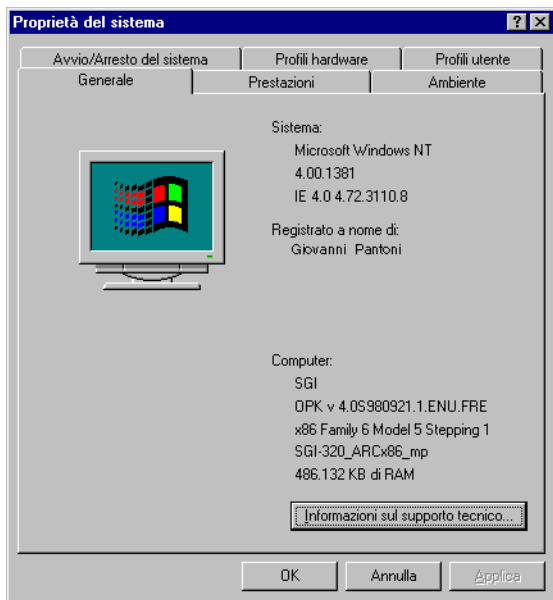 Proprietà del sistema
Avvio/Arresto del sistema Profili hardware Profili utente
Generale Prestazioni Ambiente
Sistema:
Microsoft Windows NT
4.00.1381
IE 4.0 4.72.3110.8
Registrato a nome di:
Giovanni Pantoni
Computer:
SGI
OPK v 4.0S980921.1.ENU.FRE
x86 Family 6 Model 5 Stepping 1
SGI-320_ARCx86_mp
486.132 KB di RAM
Informazioni sul supporto tecnico...
OK Annulla Applica